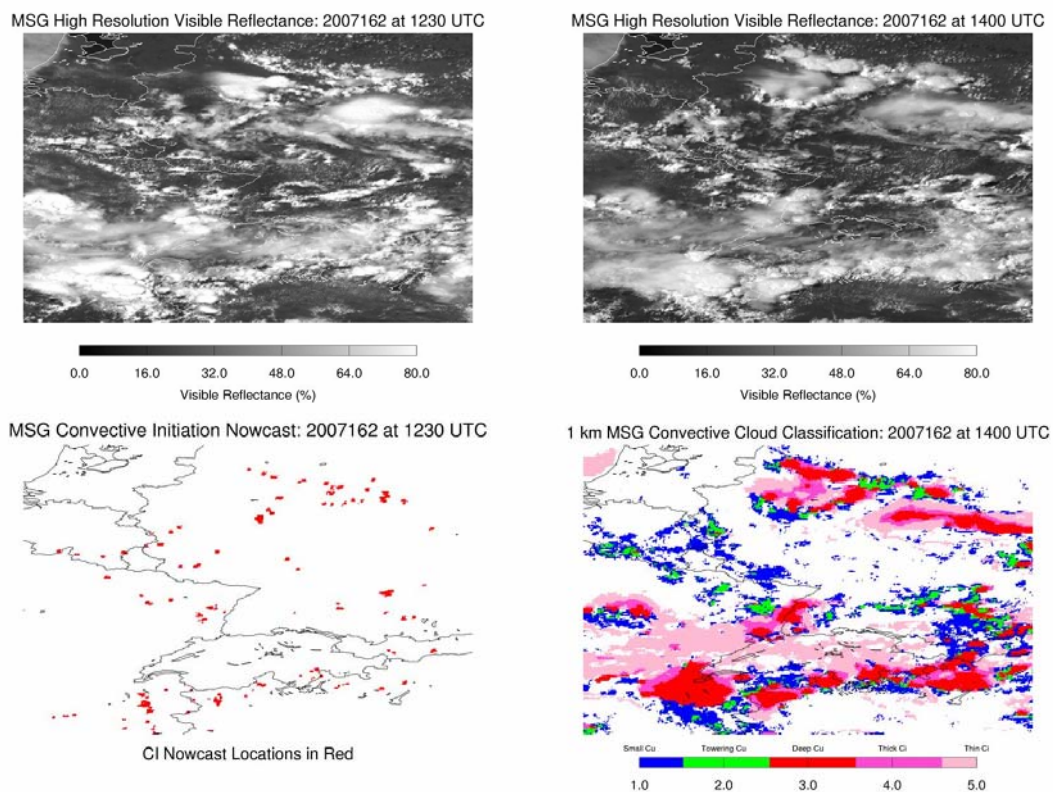 MSG High Resolution Visible Reflectance: 2007162 at 1230 UTC
MSG High Resolution Visible Reflectance: 2007162 at 1400 UTC
0.0 16.0 32.0 48.0 64.0 80.0
Visible Reflectance (%)
0.0 16.0 32.0 48.0 64.0 80.0
Visible Reflectance (%)
MSG Convective Initiation Nowcast: 2007162 at 1230 UTC
1 km MSG Convective Cloud Classification: 2007162 at 1400 UTC
CI Nowcast Locations in Red
Small Cu Towering Cu Deep Cu Thick Ci Thin Ci
1.0 2.0 3.0 4.0 5.0